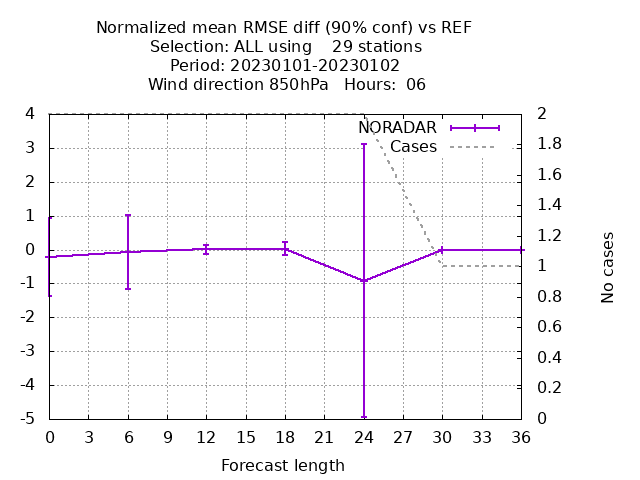 Normalized mean RMSE diff (90% conf) vs REF
Selection: ALL using    29 stations
Period: 20230101-20230102
Wind direction 850hPa   Hours:  06
NORADAR
Cases
4
3
2
1
0
-1
-2
-3
-4
-5
2
1.8
1.6
1.4
1.2
1
0.8
0.6
0.4
0.2
0
No cases
0 3 6 9 12 15 18 21 24 27 30 33 36
Forecast length